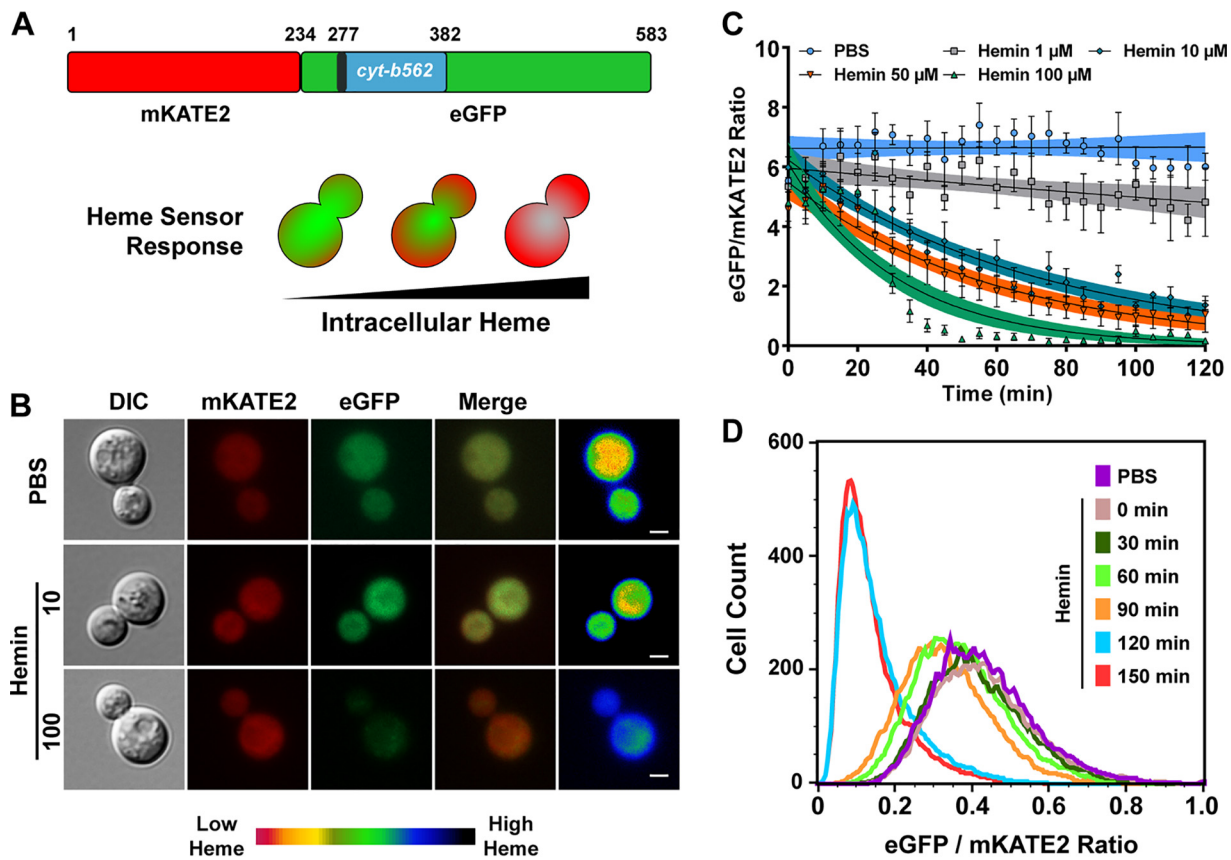 A
1 234 277 382 583
cyt-b562
mKATE2 eGFP
Heme Sensor
Response
Intracellular Heme
B
DIC mKATE2 eGFP Merge
PBS
Hemin
10
100
Low
Heme
High
Heme
C
PBS Hemin 1 µM Hemin 10 µM
Hemin 50 µM Hemin 100 µM
eGFP/mKATE2 Ratio
10
8
6
4
2
0
0 20 40 60 80 100 120
Time (min)
D
Cell Count
600
400
200
0
0 0.2 0.4 0.6 0.8 1.0
eGFP / mKATE2 Ratio
PBS
Hemin
0 min
30 min
60 min
90 min
120 min
150 min